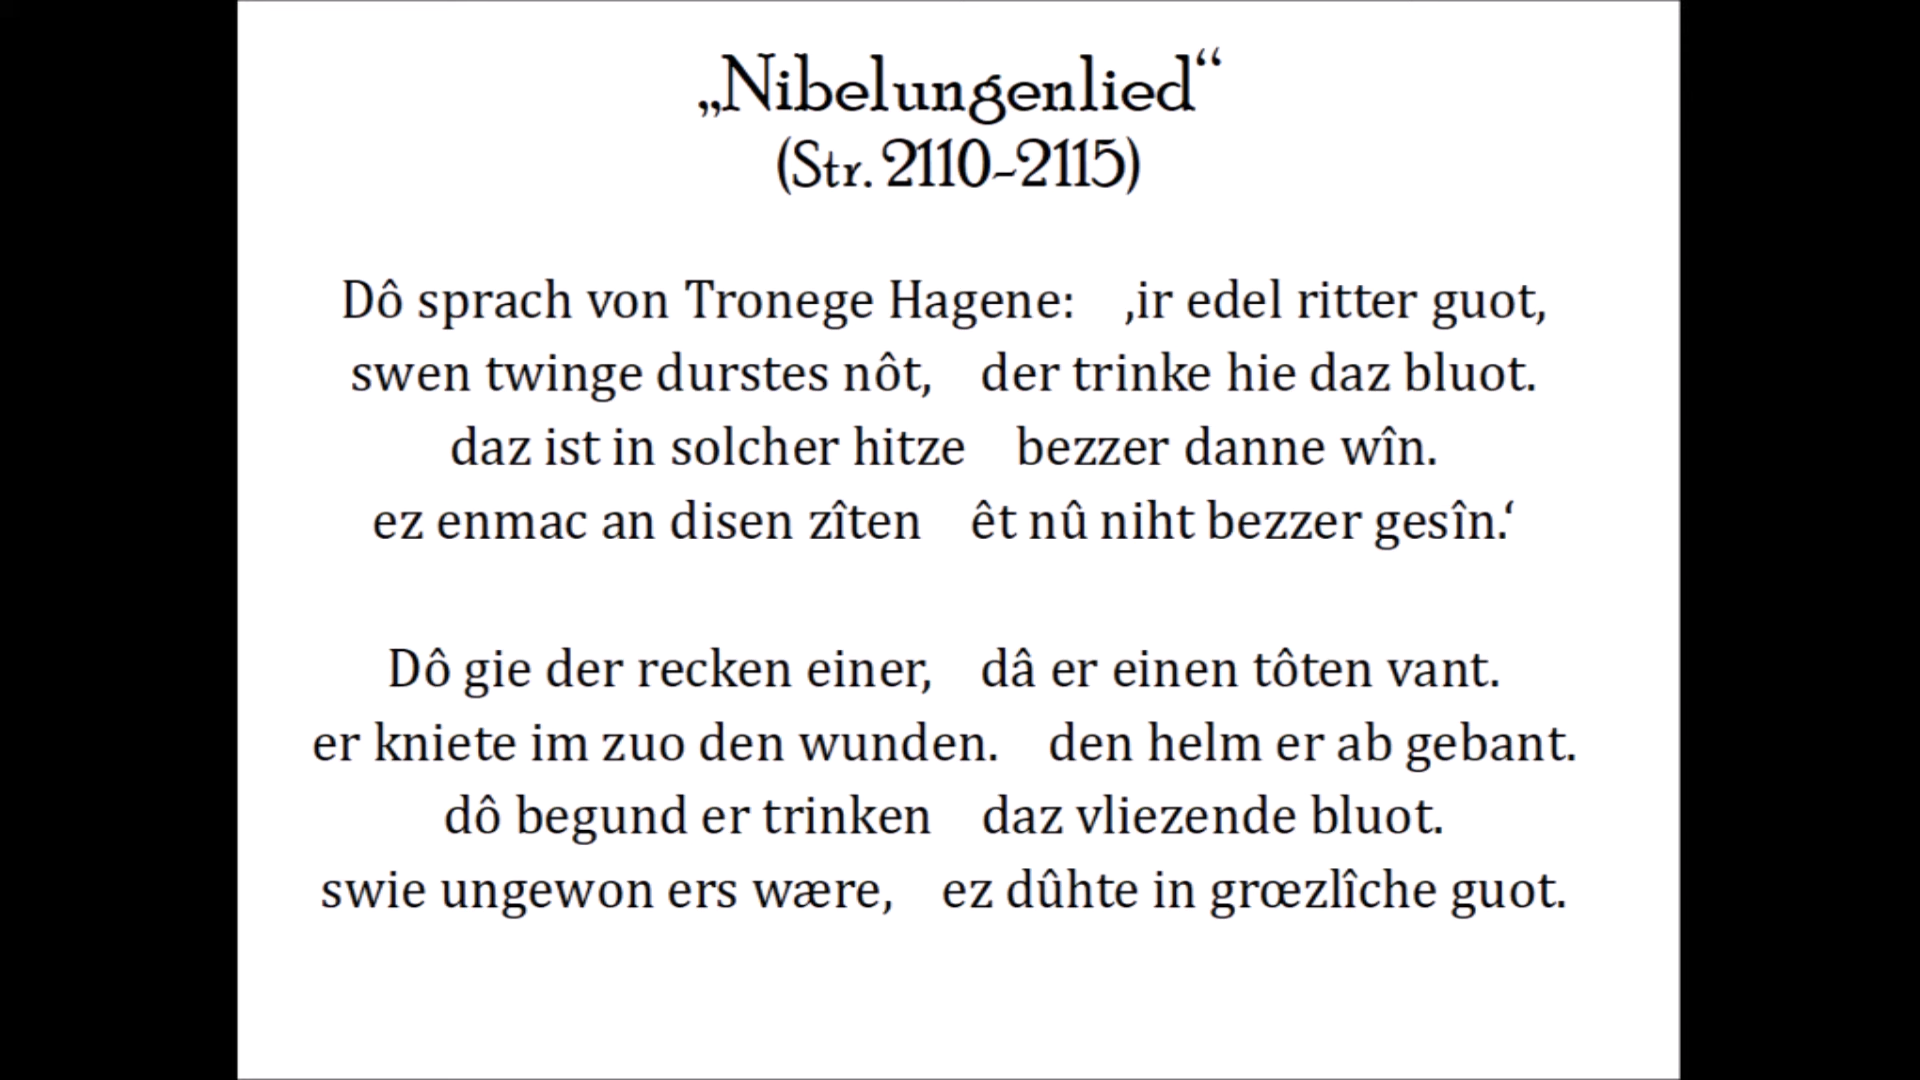 „Nibelungenlied“
(Str. 2110-2115)
Dô sprach von Tronege Hagene: ‚ir edel ritter guot,
swen twinge durstes nôt, der trinke hie daz bluot.
daz ist in solcher hitze bezzer danne wîn.
ez enmac an disen zîten êt nû niht bezzer gesîn.‘
Dô gie der recken einer, dâ er einen tôten vant.
er kniete im zuo den wunden. den helm er ab gebant.
dô begund er trinken daz vliezende bluot.
swie ungewon ers wære, ez dûhte in grœzlîche guot.